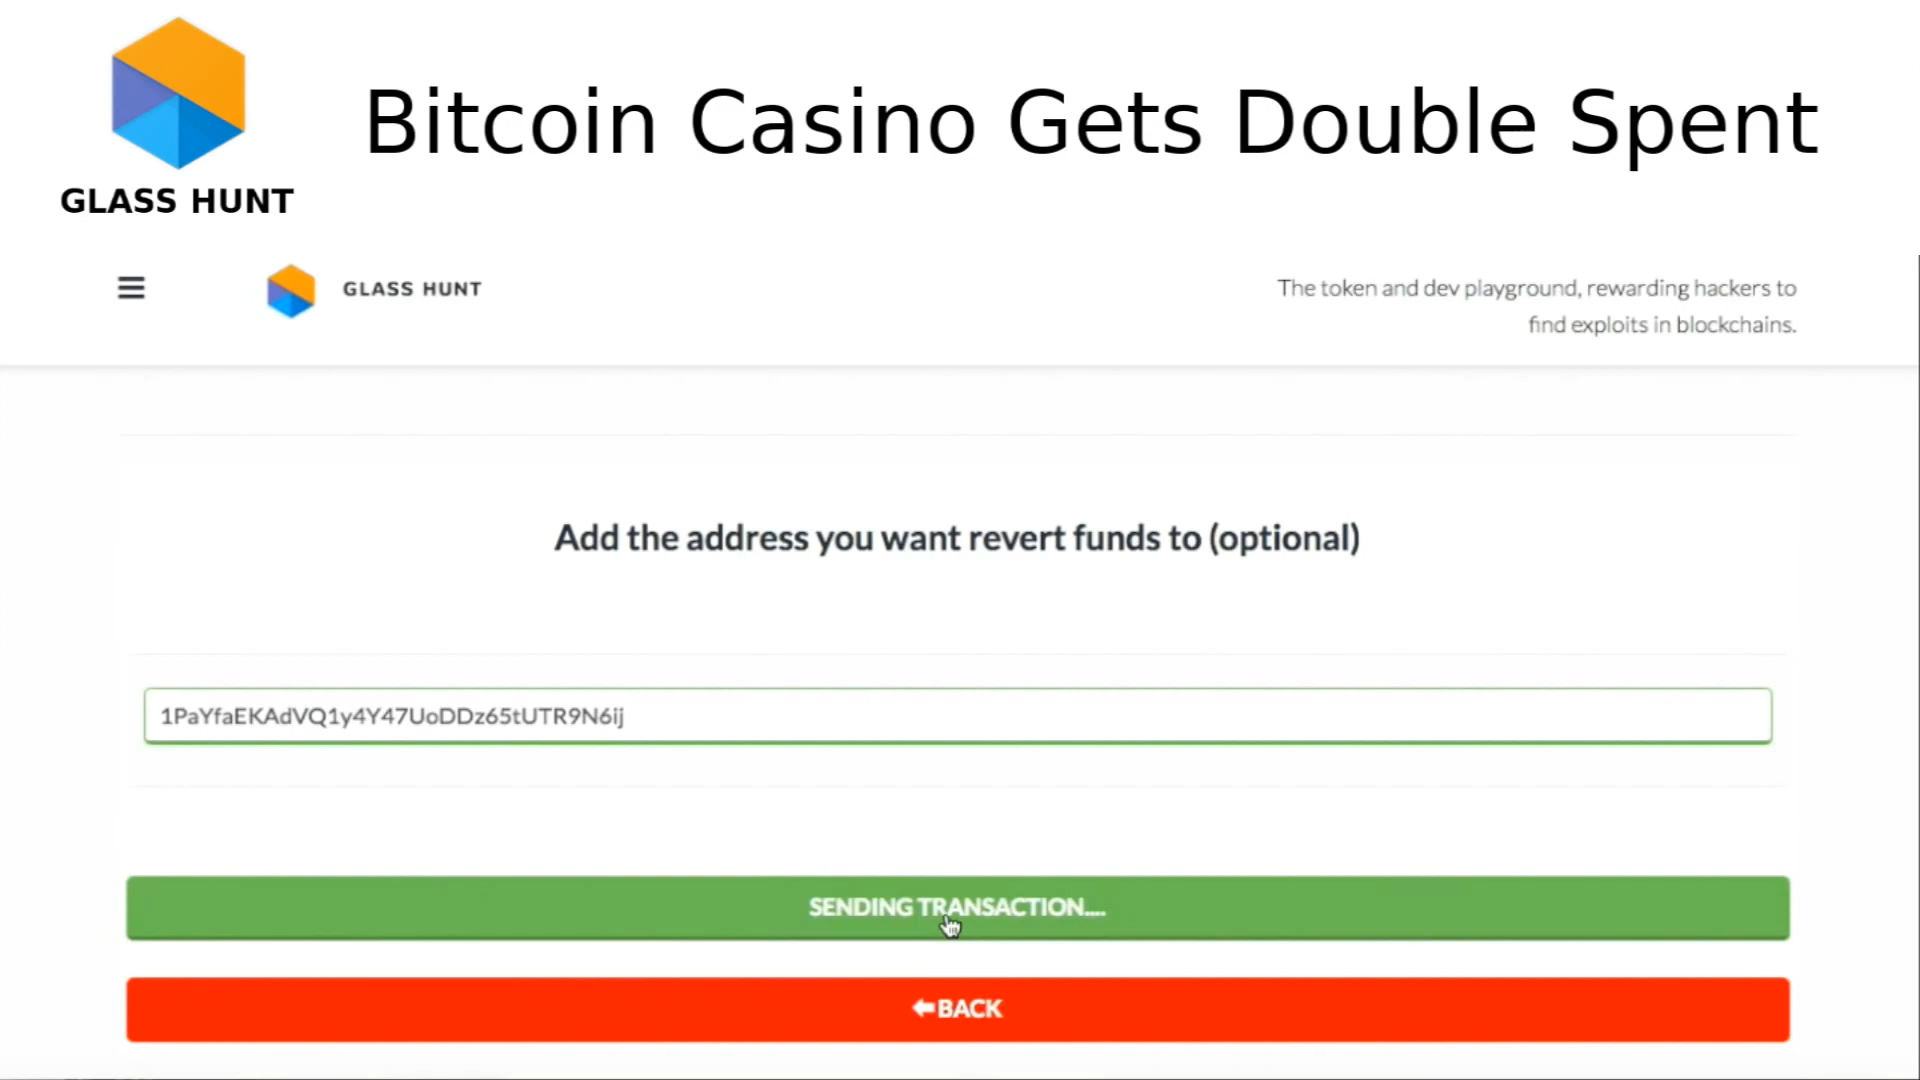 Bitcoin Casino Gets Double Spent
GLASS HUNT
GLASS HUNT
The token and dev playground, rewarding hackers to
find exploits in blockchains.
Add the address you want revert funds to (optional)
1PaYfaEKAdVQ1y4Y47UoDDz65tUTR9N6ij
SENDING TRANSACTION....
BACK